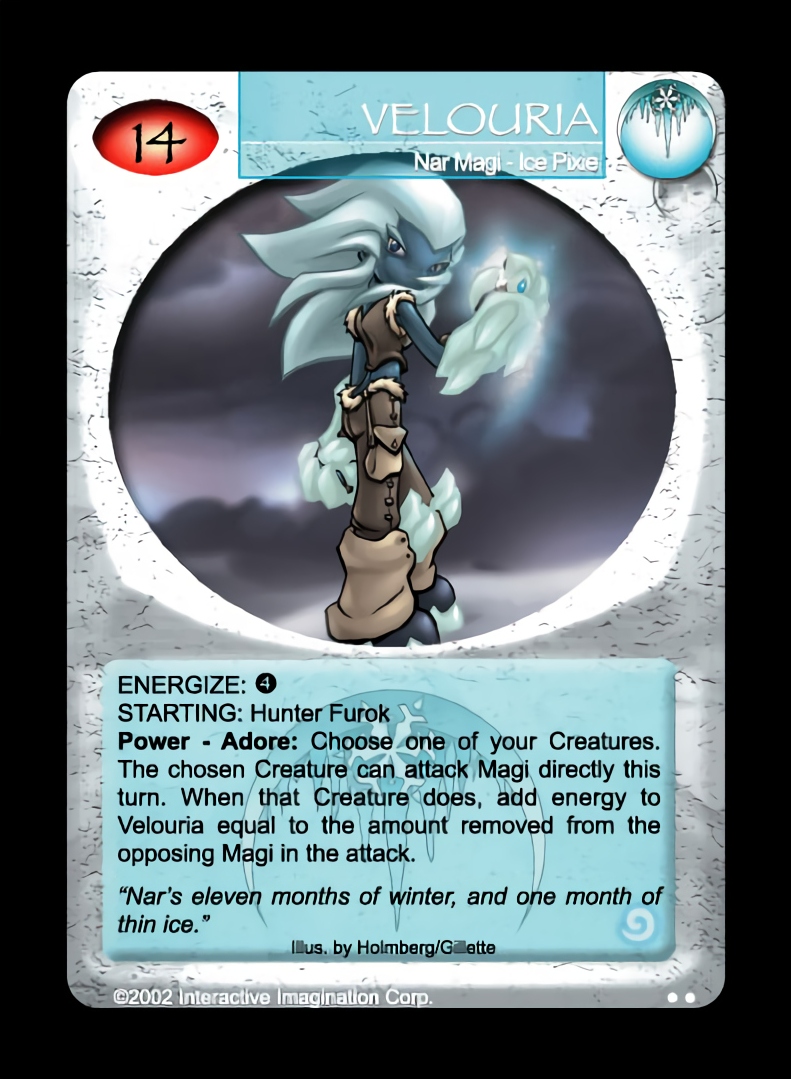 14
VELOURIA
Nar Magi - Ice Pixie
ENERGIZE: 4
STARTING: Hunter Furok
Power - Adore: Choose one of your Creatures.
The chosen Creature can attack Magi directly this
turn. When that Creature does, add energy to
Velouria equal to the amount removed from the
opposing Magi in the attack.
“Nar’s eleven months of winter, and one month of
thin ice.”
Illus. by
©2002 Interactive Imagination Corp.